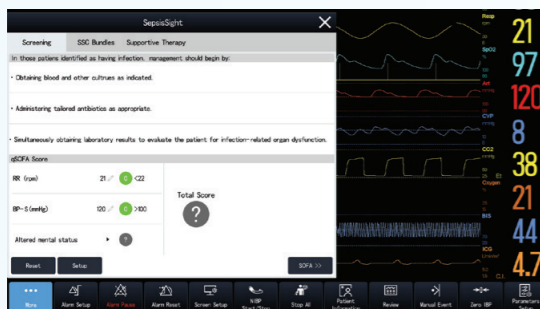 SepsisSight
Screening SSC Bundles Supportive Therapy
In those patiens identified as having infection, management should begin by:
· Obtaining blood and other cultrues as indicated.
· Administering tailored antibiotics as appropriate.
· Simultaneously obtaining laboratory results to evaluate the patient for infection-related organ dysfunction.
qSOFA Score
RR (rpm) 21 / 0 <22
BP-S(mmHg) 120 / 0 >100
Altered mental status ?
Total Score
?
Reset Setup SOFA >>
Resp 21
SpO2 97
Art 120
CVP 8
CO2 38
Oxygen 21
BIS 44
ICG 4.7
C.I.
More Alarm Setup Alarm Pause Alarm Reset Screen Setup NIBP Start/Stop Stop All Patient Information Review Manual Event Zero IBP Parameters Setup